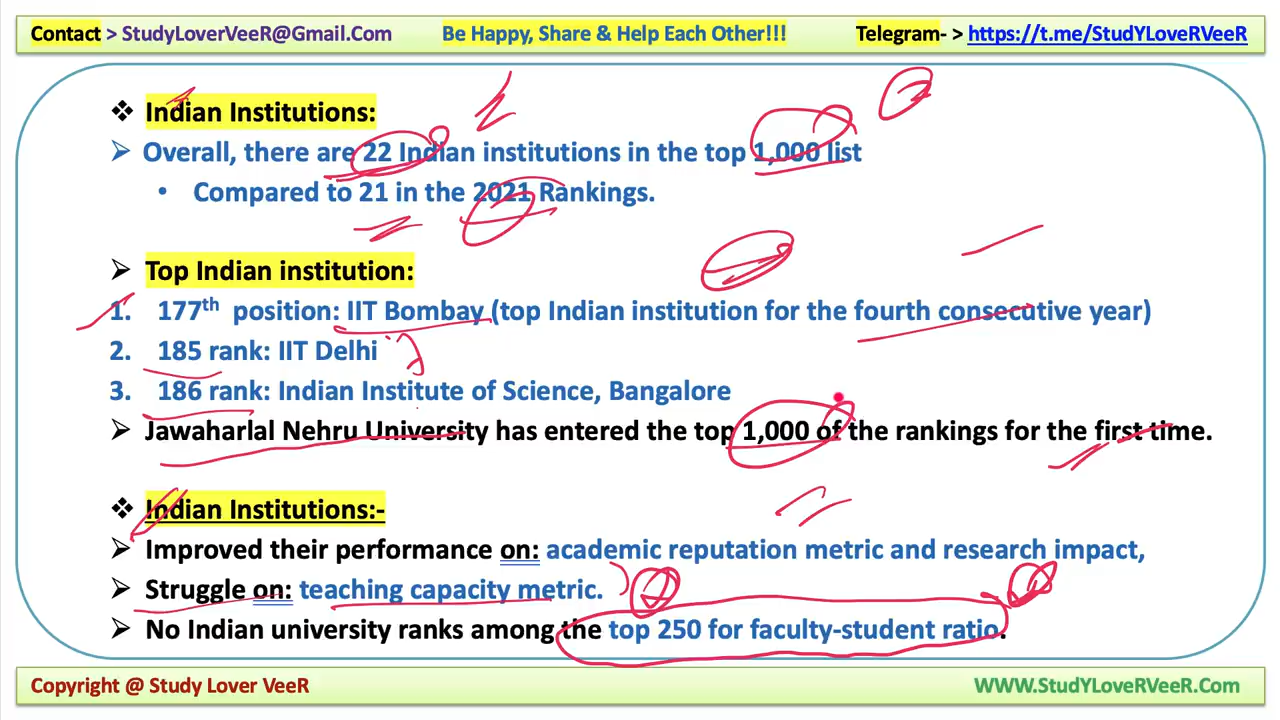 Contact > StudyLoverVeeR@Gmail.Com Be Happy, Share & Help Each Other!!! Telegram- > https://t.me/StudYLoveRVeeR
❖ Indian Institutions:
➢ Overall, there are 22 Indian institutions in the top 1,000 list
• Compared to 21 in the 2021 Rankings.
➢ Top Indian institution:
1. 177th position: IIT Bombay (top Indian institution for the fourth consecutive year)
2. 185 rank: IIT Delhi
3. 186 rank: Indian Institute of Science, Bangalore
➢ Jawaharlal Nehru University has entered the top 1,000 of the rankings for the first time.
❖ Indian Institutions:-
➢ Improved their performance on: academic reputation metric and research impact,
➢ Struggle on: teaching capacity metric.
➢ No Indian university ranks among the top 250 for faculty-student ratio.
Copyright @ Study Lover VeeR WWW.StudYLoveRVeeR.Com